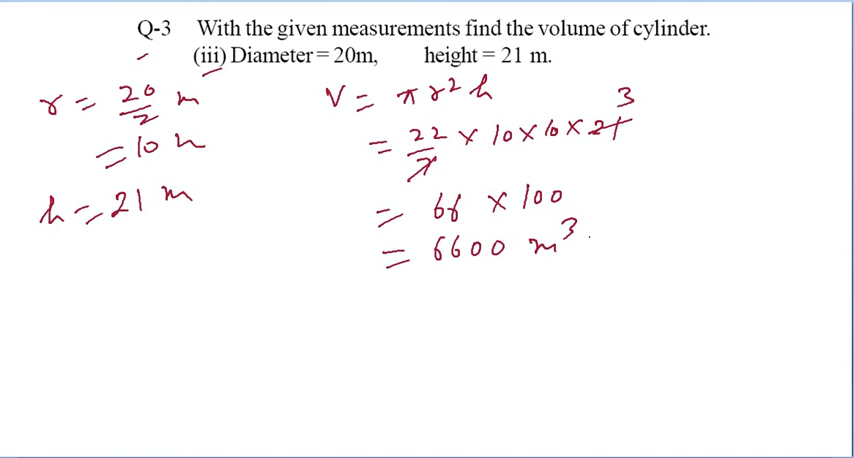 Q-3 With the given measurements find the volume of cylinder.
(iii) Diameter = 20m, height = 21 m.
r = 20/2 m
= 10 m
h = 21 m
V = π r² h
= 22/7 × 10 × 10 × 21 3
= 66 × 100
= 6600 m³.